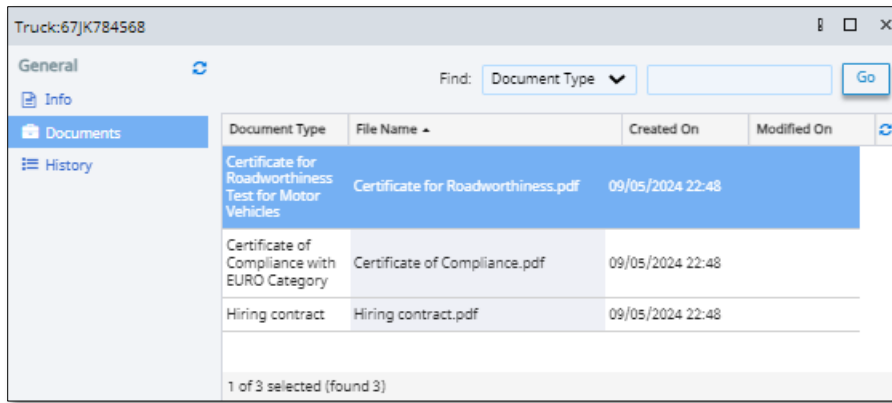 Truck:67JK784568
General
Info
Documents
History
Find: Document Type Go
Document Type File Name Created On Modified On
Certificate for
Roadworthiness
Test for Motor
Vehicles
Certificate for Roadworthiness.pdf 09/05/2024 22:48
Certificate of
Compliance with
EURO Category
Certificate of Compliance.pdf 09/05/2024 22:48
Hiring contract Hiring contract.pdf 09/05/2024 22:48
1 of 3 selected (found 3)